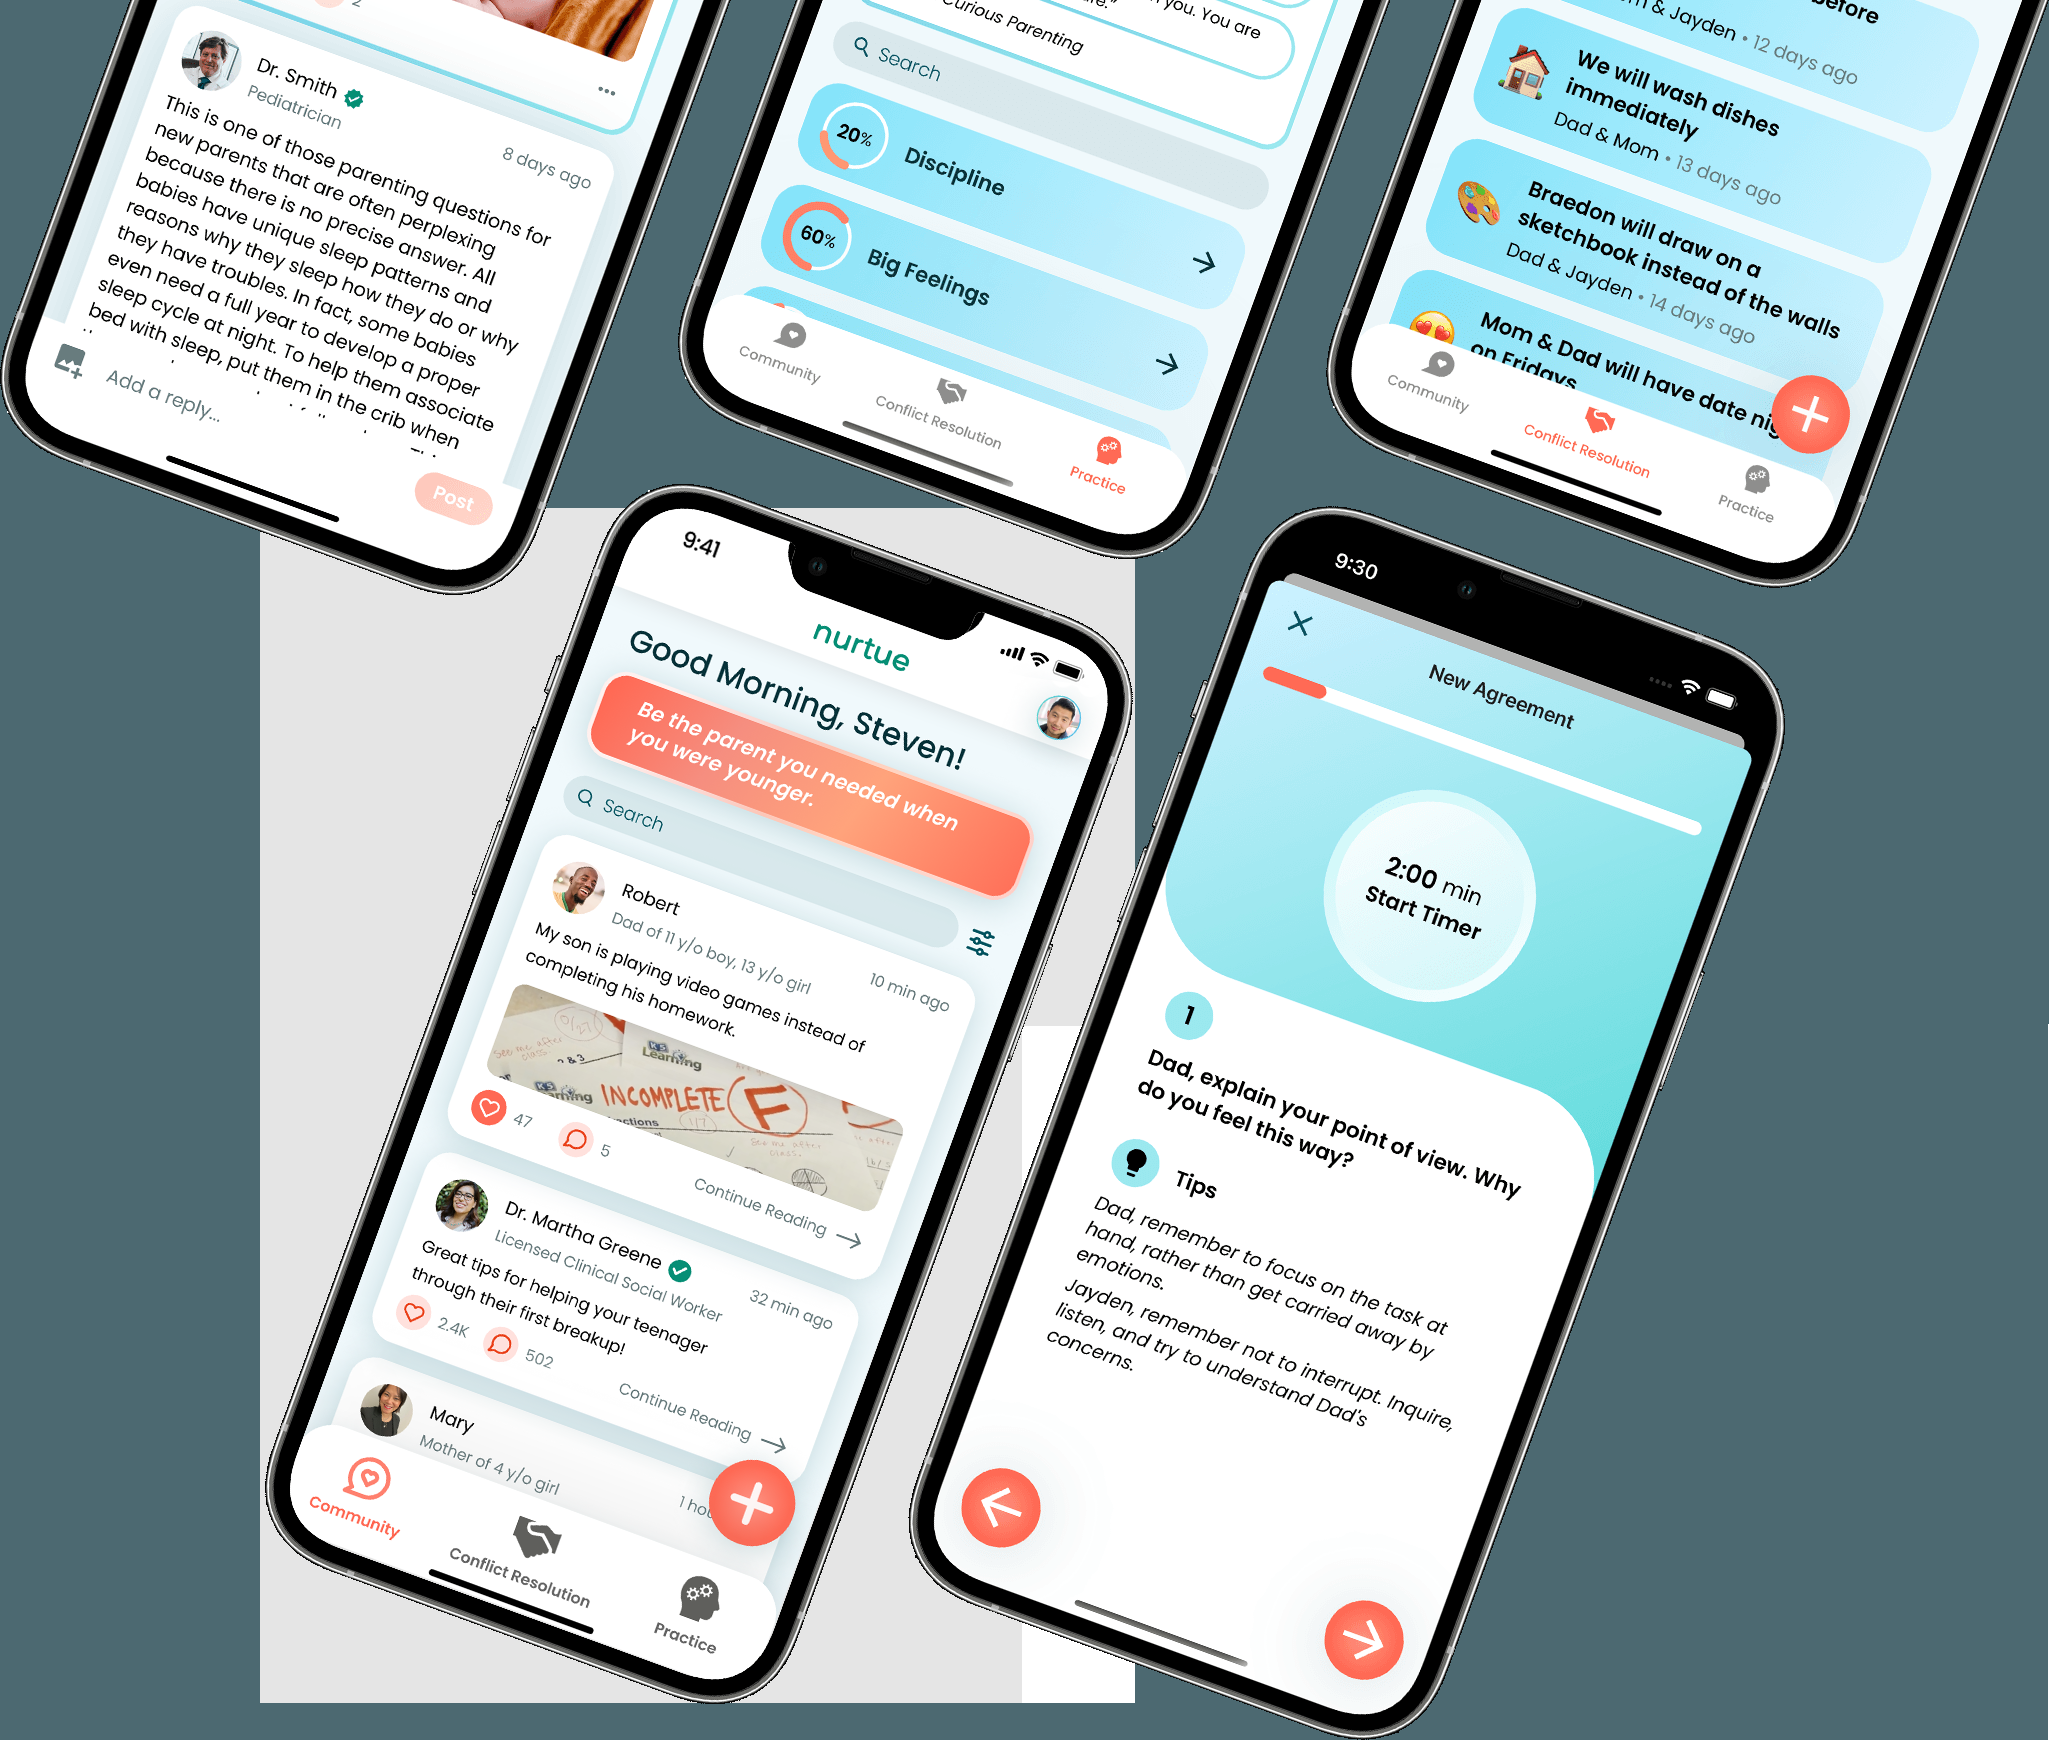 2
Dr. Smith
Pediatrician
8 days ago
This is one of those parenting questions for
new parents that are often perplexing
because there is no precise answer. All
babies have unique sleep patterns and
reasons why they sleep how they do or why
they have troubles. In fact, some babies
even need a full year to develop a proper
sleep cycle at night. To help them associate
bed with sleep, put them in the crib when
Add a reply...
Post
you. You are
Curious Parenting
Search
20%
Discipline
60%
Big Feelings
Community
Conflict Resolution
Practice
before
& Jayden • 12 days ago
We will wash dishes
immediately
Dad & Mom • 13 days ago
Braedon will draw on a
sketchbook instead of the walls
Dad & Jayden • 14 days ago
Mom & Dad will have date
on Fridays
Community
Conflict Resolution
Practice
9:41
nurtue
Good Morning, Steven!
Be the parent you needed when
you were younger.
Search
Robert
Dad of 11 y/o boy, 13 y/o girl
10 min ago
My son is playing video games instead of
completing his homework.
See me after
class.
2 & 3
K5
Learning
K5
INCOMPLETE F
See me after
class.
47
5
Continue Reading
Dr. Martha Greene
Licensed Clinical Social Worker
32 min ago
Great tips for helping your teenager
through their first breakup!
2.4K
502
Continue Reading
Mary
Mother of 4 y/o girl
1
Community
Conflict Resolution
Practice
9:30
New Agreement
2:00 min
Start Timer
1
Dad, explain your point of view. Why
do you feel this way?
Tips
Dad, remember to focus on the task at
hand, rather than get carried away by
emotions.
Jayden, remember not to interrupt. Inquire,
listen, and try to understand Dad's
concerns.